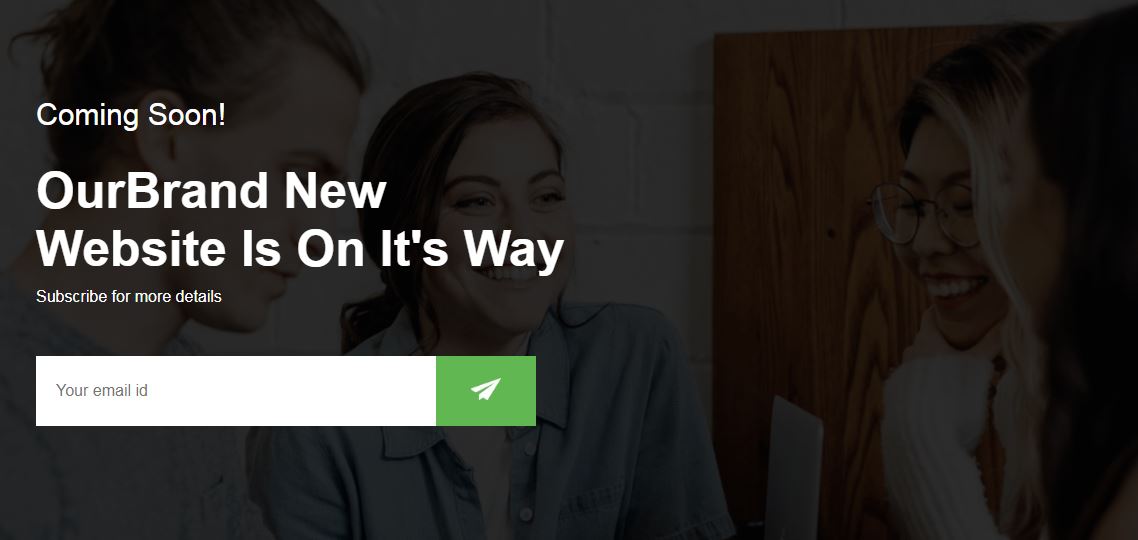 Coming Soon!
OurBrand New
Website Is On It's Way
Subscribe for more details
Your email id